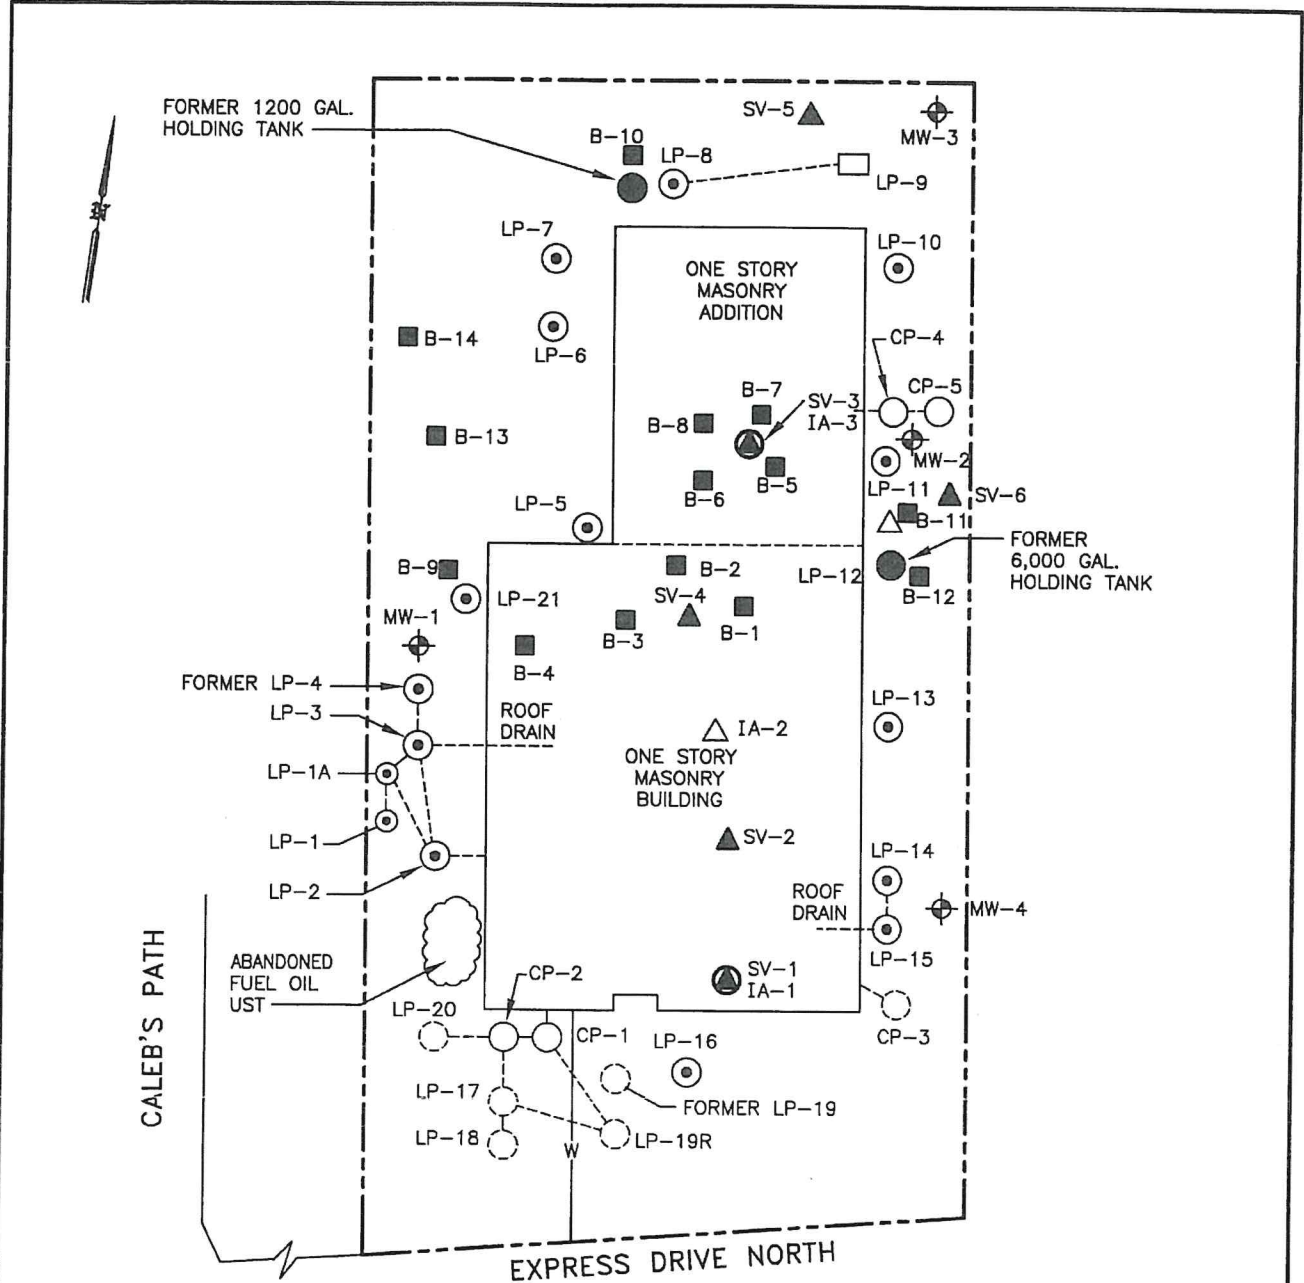 FORMER 1200 GAL.
HOLDING TANK
SV-5
MW-3
B-10
LP-8
LP-9
N
LP-7
LP-10
ONE STORY
MASONRY
ADDITION
LP-6
B-14
CP-4
CP-5
B-7
SV-3
IA-3
B-8
B-13
MW-2
B-5
B-6
LP-11
SV-6
LP-5
B-11
FORMER
6,000 GAL.
HOLDING TANK
B-9
B-2
LP-12
B-12
LP-21
SV-4
MW-1
B-3
B-1
B-4
FORMER LP-4
LP-3
ROOF
DRAIN
LP-13
IA-2
LP-1A
ONE STORY
MASONRY
BUILDING
LP-1
SV-2
LP-14
LP-2
ROOF
DRAIN
MW-4
LP-15
ABANDONED
FUEL OIL
UST
CP-2
SV-1
IA-1
LP-20
CP-1
LP-16
CP-3
CALEB'S PATH
LP-17
FORMER LP-19
LP-18
LP-19R
W
EXPRESS DRIVE NORTH